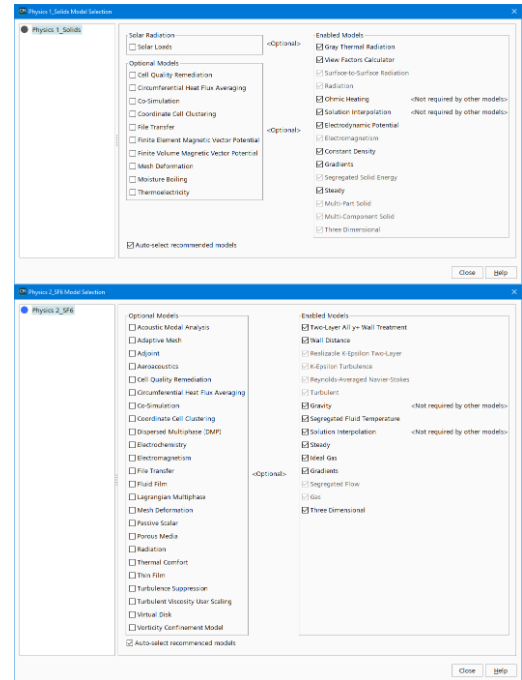 Physics 1_Solids Model Selection
Physics 1_Solids
Solar Radiation
Solar Loads
<Optional>
Optional Models
Cell Quality Remediation
Circumferential Heat Flux Averaging
Co-Simulation
Coordinate Cell Clustering
File Transfer
Finite Element Magnetic Vector Potential
Finite Volume Magnetic Vector Potential
Mesh Deformation
Moisture Boiling
Thermoelectricity
<Optional>
Enabled Models
Gray Thermal Radiation
View Factors Calculator
Surface-to-Surface Radiation
Radiation
Ohmic Heating <Not required by other models>
Solution Interpolation <Not required by other models>
Electrodynamic Potential
Electromagnetism
Constant Density
Gradients
Segregated Solid Energy
Steady
Multi-Part Solid
Multi-Component Solid
Three Dimensional
Auto-select recommended models
Close Help
Physics 2_SF6 Model Selection
Physics 2_SF6
Optional Models
Acoustic Modal Analysis
Adaptive Mesh
Adjoint
Aeroacoustics
Cell Quality Remediation
Circumferential Heat Flux Averaging
Co-Simulation
Coordinate Cell Clustering
Dispersed Multiphase (DMP)
Electrochemistry
Electromagnetism
File Transfer
Fluid Film
Lagrangian Multiphase
Mesh Deformation
Passive Scalar
Porous Media
Radiation
Thermal Comfort
Thin Film
Turbulence Suppression
Turbulent Viscosity User Scaling
Virtual Disk
Vorticity Confinement Model
<Optional>
Enabled Models
Two-Layer All y+ Wall Treatment
Wall Distance
Realizable K-Epsilon Two-Layer
K-Epsilon Turbulence
Reynolds-Averaged Navier-Stokes
Turbulent
Gravity <Not required by other models>
Segregated Fluid Temperature
Solution Interpolation <Not required by other models>
Steady
Ideal Gas
Gradients
Segregated Flow
Gas
Three Dimensional
Auto-select recommended models
Close Help